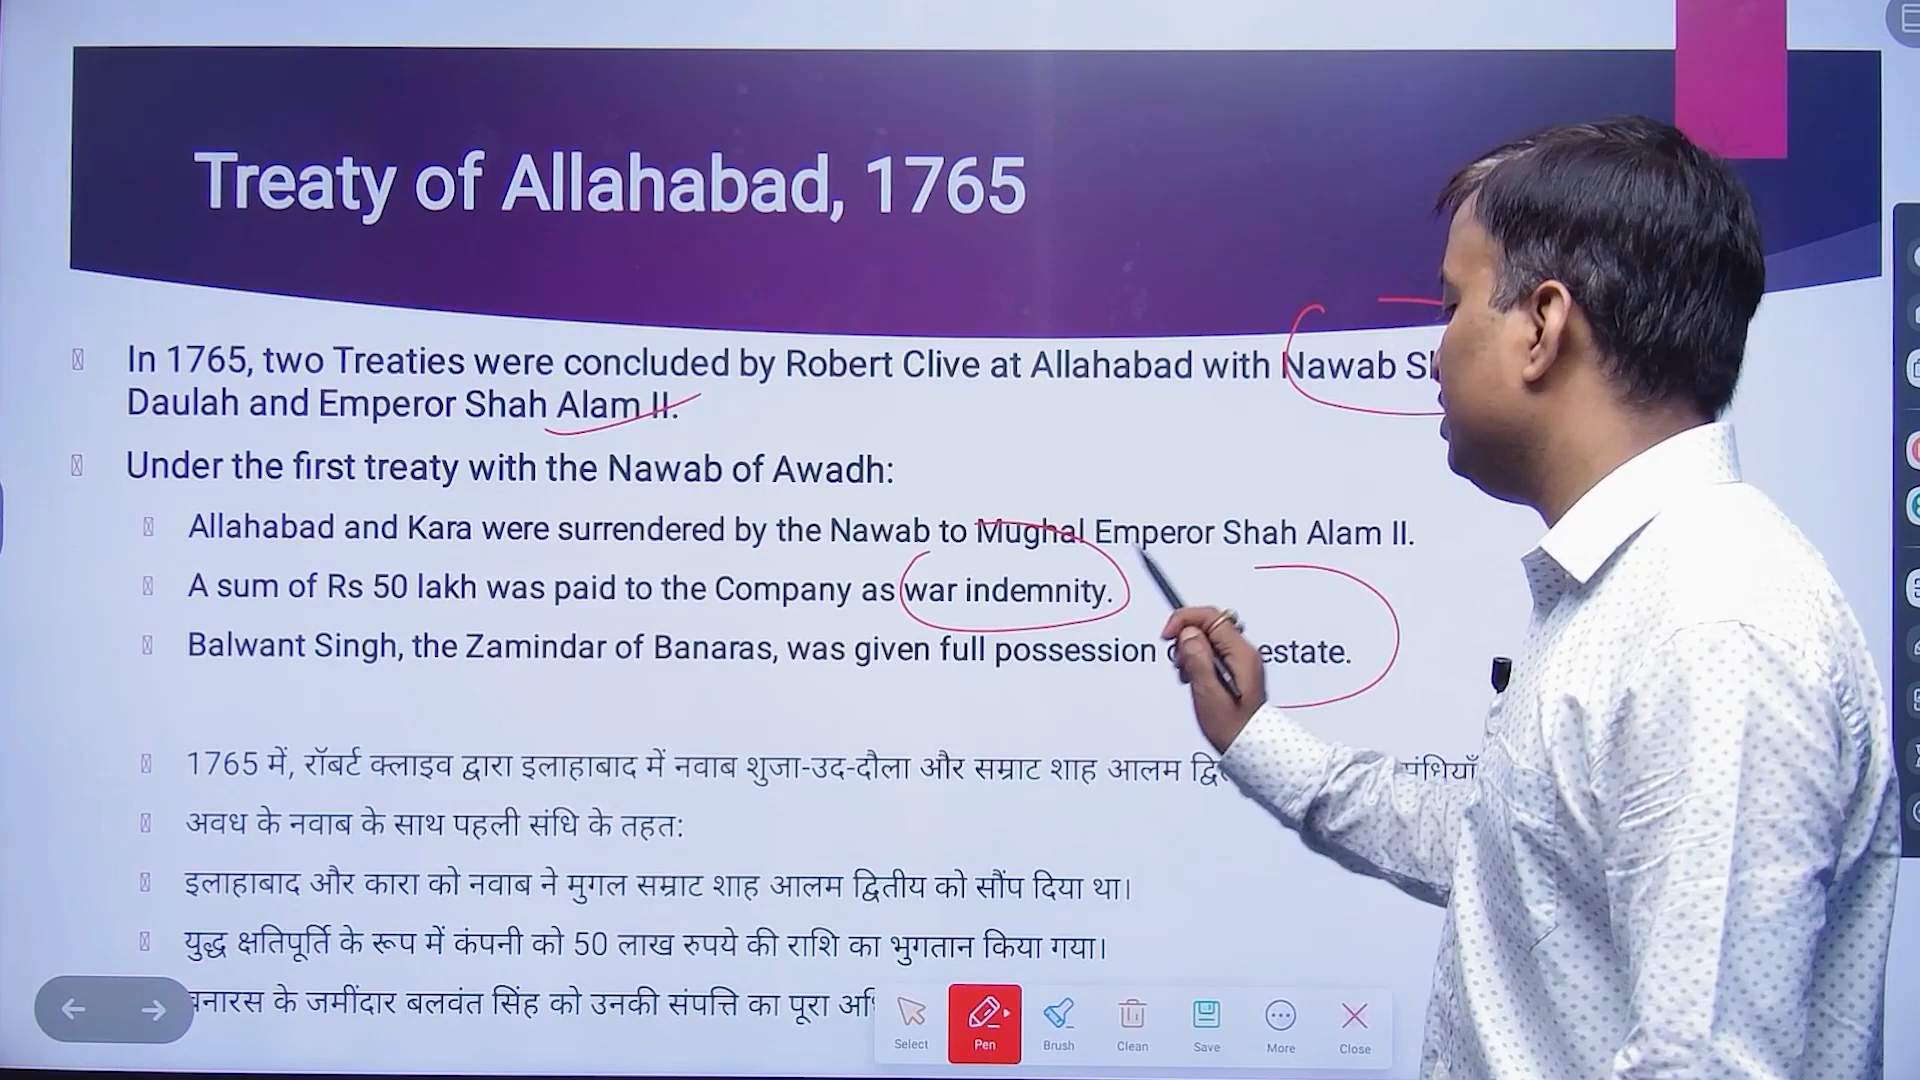 Treaty of Allahabad, 1765
In 1765, two Treaties were concluded by Robert Clive at Allahabad with Nawab
Daulah and Emperor Shah Alam II.
Under the first treaty with the Nawab of Awadh:
Allahabad and Kara were surrendered by the Nawab to Mughal Emperor Shah Alam II.
A sum of Rs 50 lakh was paid to the Company as war indemnity.
Balwant Singh, the Zamindar of Banaras, was given full possession estate.
1765 में, रॉबर्ट क्लाइव द्वारा इलाहाबाद में नवाब शुजा-उद-दौला और सम्राट शाह आलम
अवध के नवाब के साथ पहली संधि के तहत:
इलाहाबाद और कारा को नवाब ने मुगल सम्राट शाह आलम द्वितीय को सौंप दिया था।
युद्ध क्षतिपूर्ति के रूप में कंपनी को 50 लाख रुपये की राशि का भुगतान किया गया।
बनारस के जमींदार बलवंत सिंह को उनकी संपत्ति का पूरा
Select Pen Brush Clean Save More Close